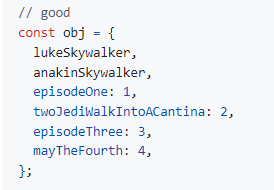 // good
const obj = {
  lukeSkywalker,
  anakinSkywalker,
  episodeOne: 1,
  twoJediWalkIntoACantina: 2,
  episodeThree: 3,
  mayTheFourth: 4,
};